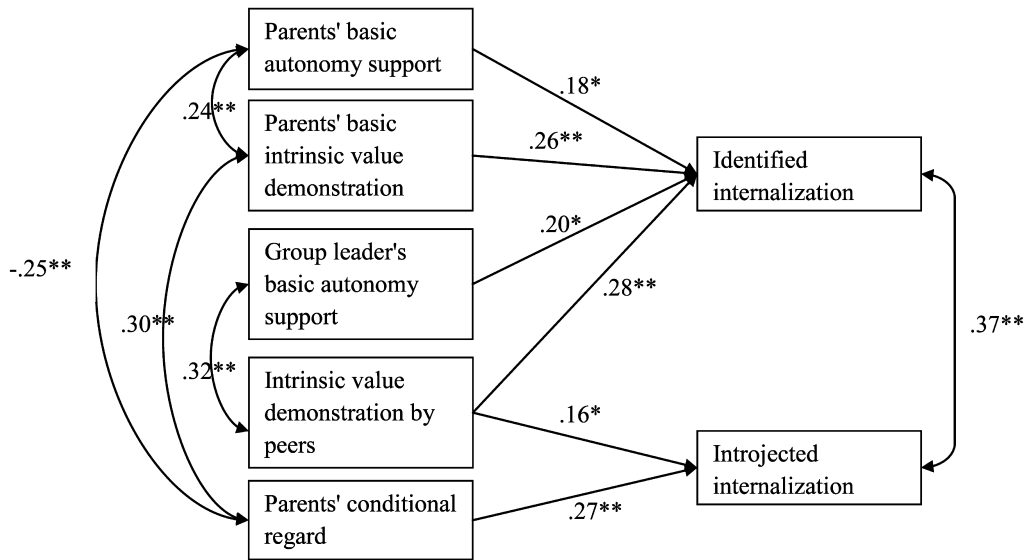 Parents' basic
autonomy support
.18*
.24**
Parents' basic
intrinsic value
demonstration
.26**
Identified
internalization
.20*
Group leader's
basic autonomy
support
-.25**
.28**
.30**
.37**
.32**
Intrinsic value
demonstration by
peers
.16*
Introjected
internalization
.27**
Parents' conditional
regard